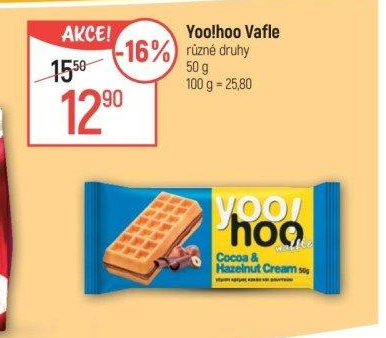 AKCE!
-16%
15⁵⁰
12⁹⁰
Yoo!hoo Vafle
různé druhy
50 g
100 g = 25,80
yoo!
hoo
waffle
Cocoa &
Hazelnut Cream 50g